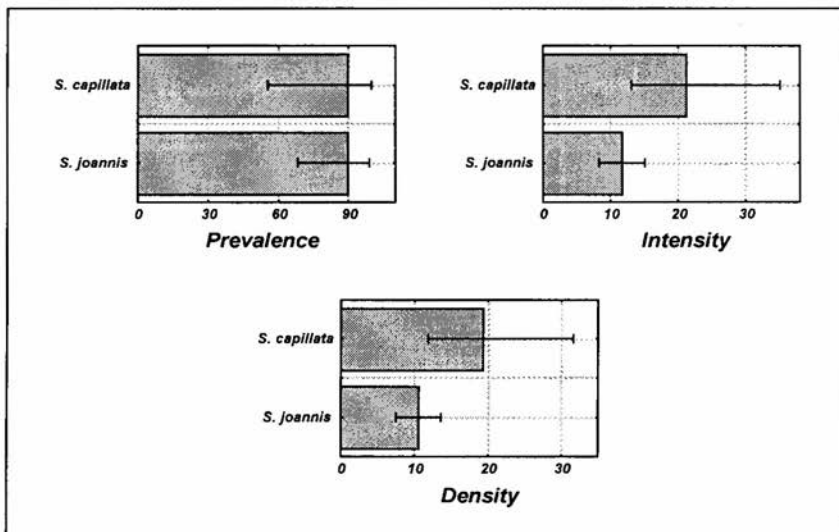 S. capillata
S. joannis
0 30 60 90
Prevalence
S. capillata
S. joannis
0 10 20 30
Intensity
S. capillata
S. joannis
0 10 20 30
Density